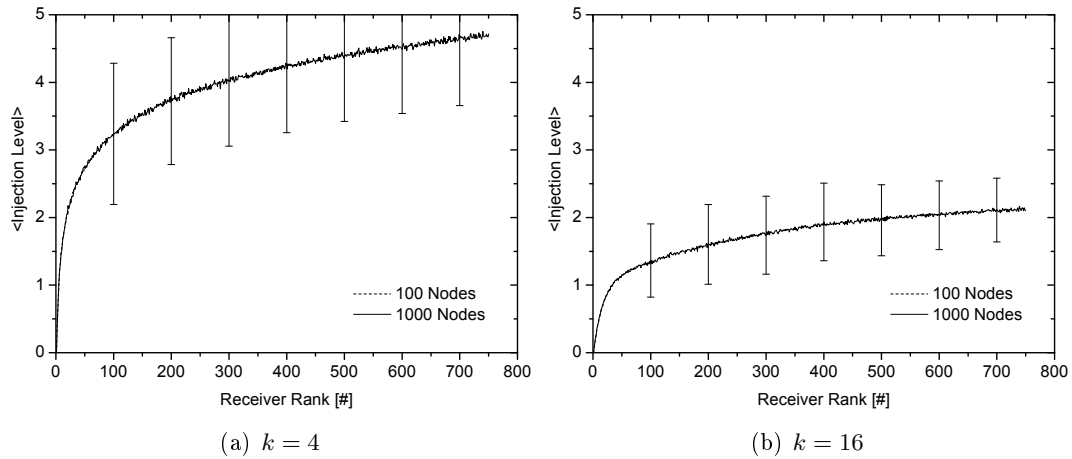 5
4
3
2
1
0
<Injection Level>
100 Nodes
1000 Nodes
0 100 200 300 400 500 600 700 800
Receiver Rank [#]
(a) k = 4
5
4
3
2
1
0
<Injection Level>
100 Nodes
1000 Nodes
0 100 200 300 400 500 600 700 800
Receiver Rank [#]
(b) k = 16